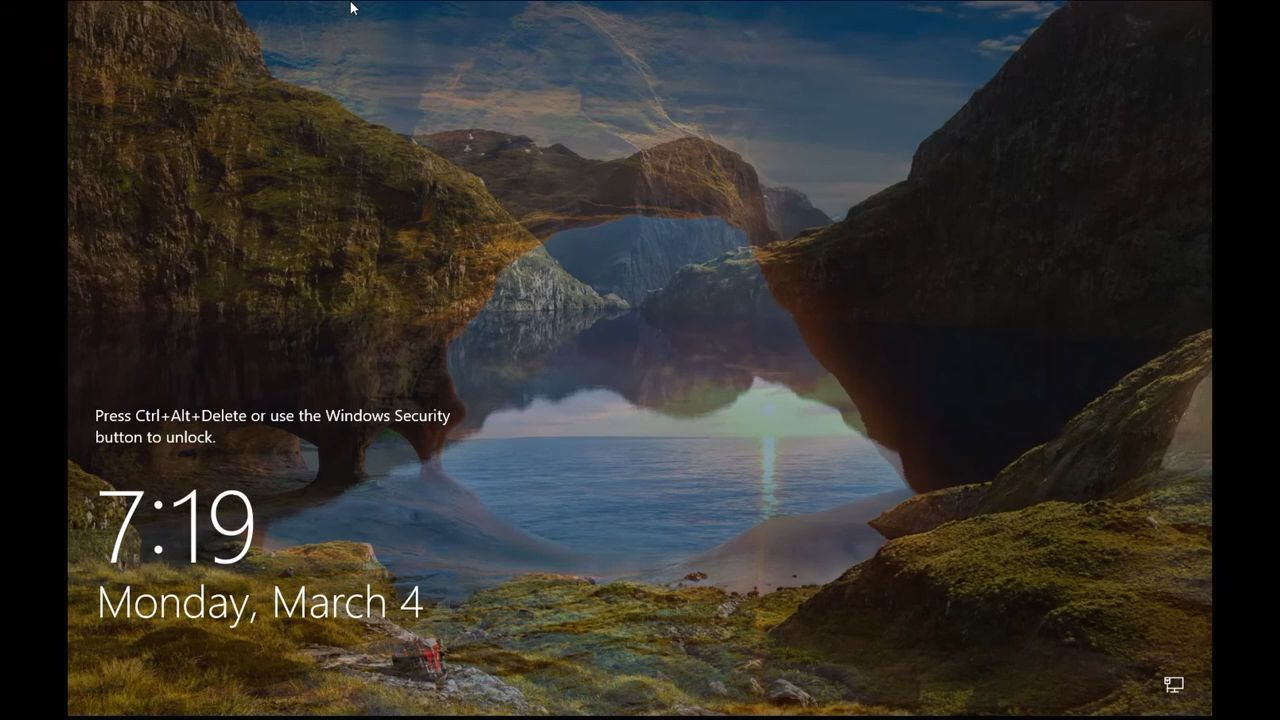 Press Ctrl+Alt+Delete or use the Windows Security
button to unlock.
7:19
Monday, March 4